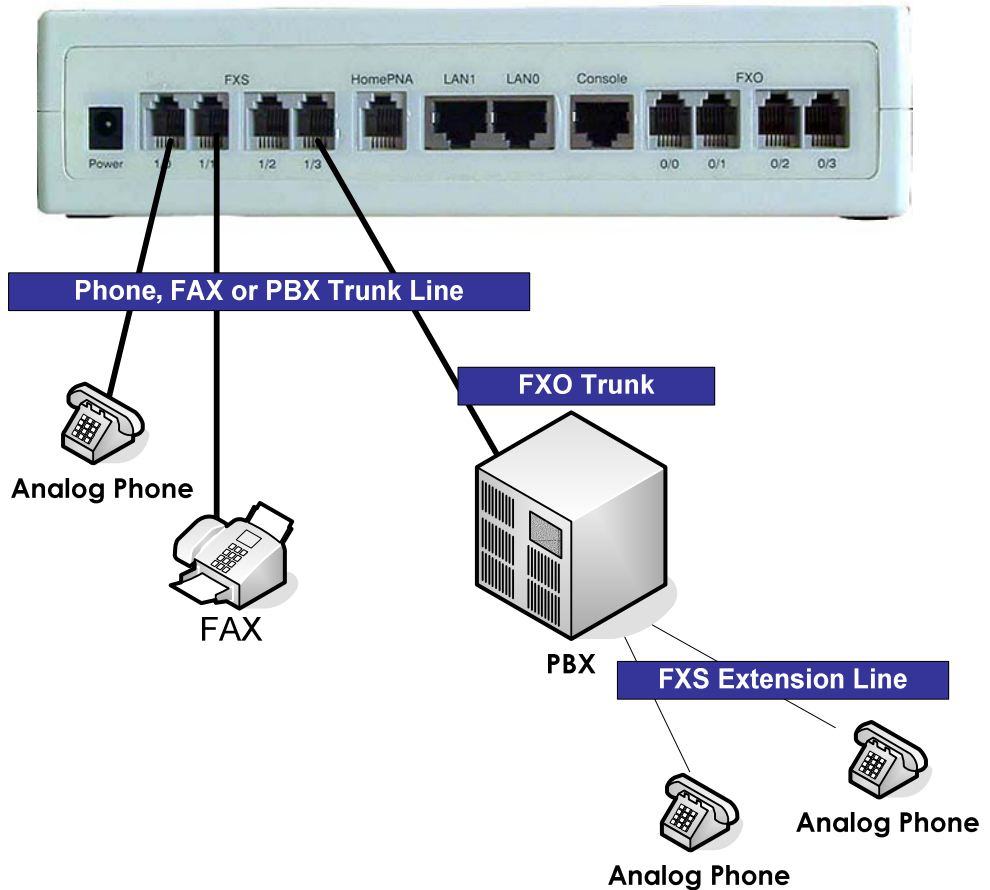 FXS HomePNA LAN1 LAN0 Console FXO
Power 1/0 1/1 1/2 1/3 0/0 0/1 0/2 0/3
Phone, FAX or PBX Trunk Line
FXO Trunk
Analog Phone
FAX
PBX
FXS Extension Line
Analog Phone
Analog Phone